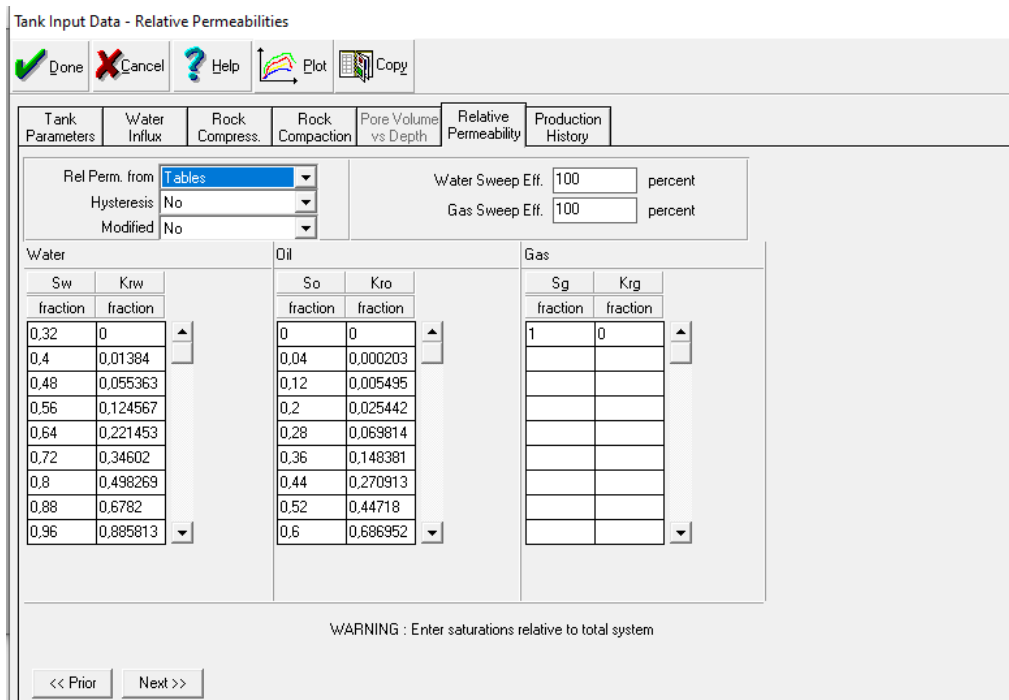 Tank Input Data - Relative Permeabilities
Done Cancel Help Plot Copy
Tank Parameters Water Influx Rock Compress. Rock Compaction Pore Volume vs Depth Relative Permeability Production History
Rel Perm. from Tables
Hysteresis No
Modified No
Water Sweep Eff. 100 percent
Gas Sweep Eff. 100 percent
Water Oil Gas
Sw Krw So Kro Sg Krg
fraction fraction fraction fraction fraction fraction
0,32 0 0 0 1 0
0,4 0,01384 0,04 0,000203
0,48 0,055363 0,12 0,005495
0,56 0,124567 0,2 0,025442
0,64 0,221453 0,28 0,069814
0,72 0,34602 0,36 0,148381
0,8 0,498269 0,44 0,270913
0,88 0,6782 0,52 0,44718
0,96 0,885813 0,6 0,686952
WARNING : Enter saturations relative to total system
<< Prior Next >>